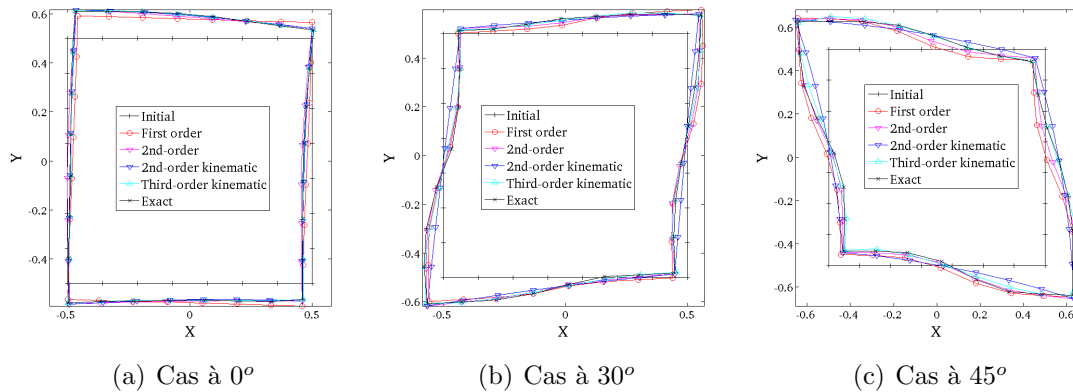 0.6
0.4
0.2
0
-0.2
-0.4
Y
-0.5
0
0.5
X
Initial
First order
2nd-order
2nd-order kinematic
Third-order kinematic
Exact
(a) Cas à 0°
0.6
0.4
0.2
0
-0.2
-0.4
-0.6
Y
-0.5
0
0.5
X
Initial
First order
2nd-order
2nd-order kinematic
Third-order kinematic
Exact
(b) Cas à 30°
0.6
0.4
0.2
0
-0.2
-0.4
-0.6
Y
-0.6
-0.4
-0.2
0
0.2
0.4
0.6
X
Initial
First order
2nd-order
2nd-order kinematic
Third-order kinematic
Exact
(c) Cas à 45°